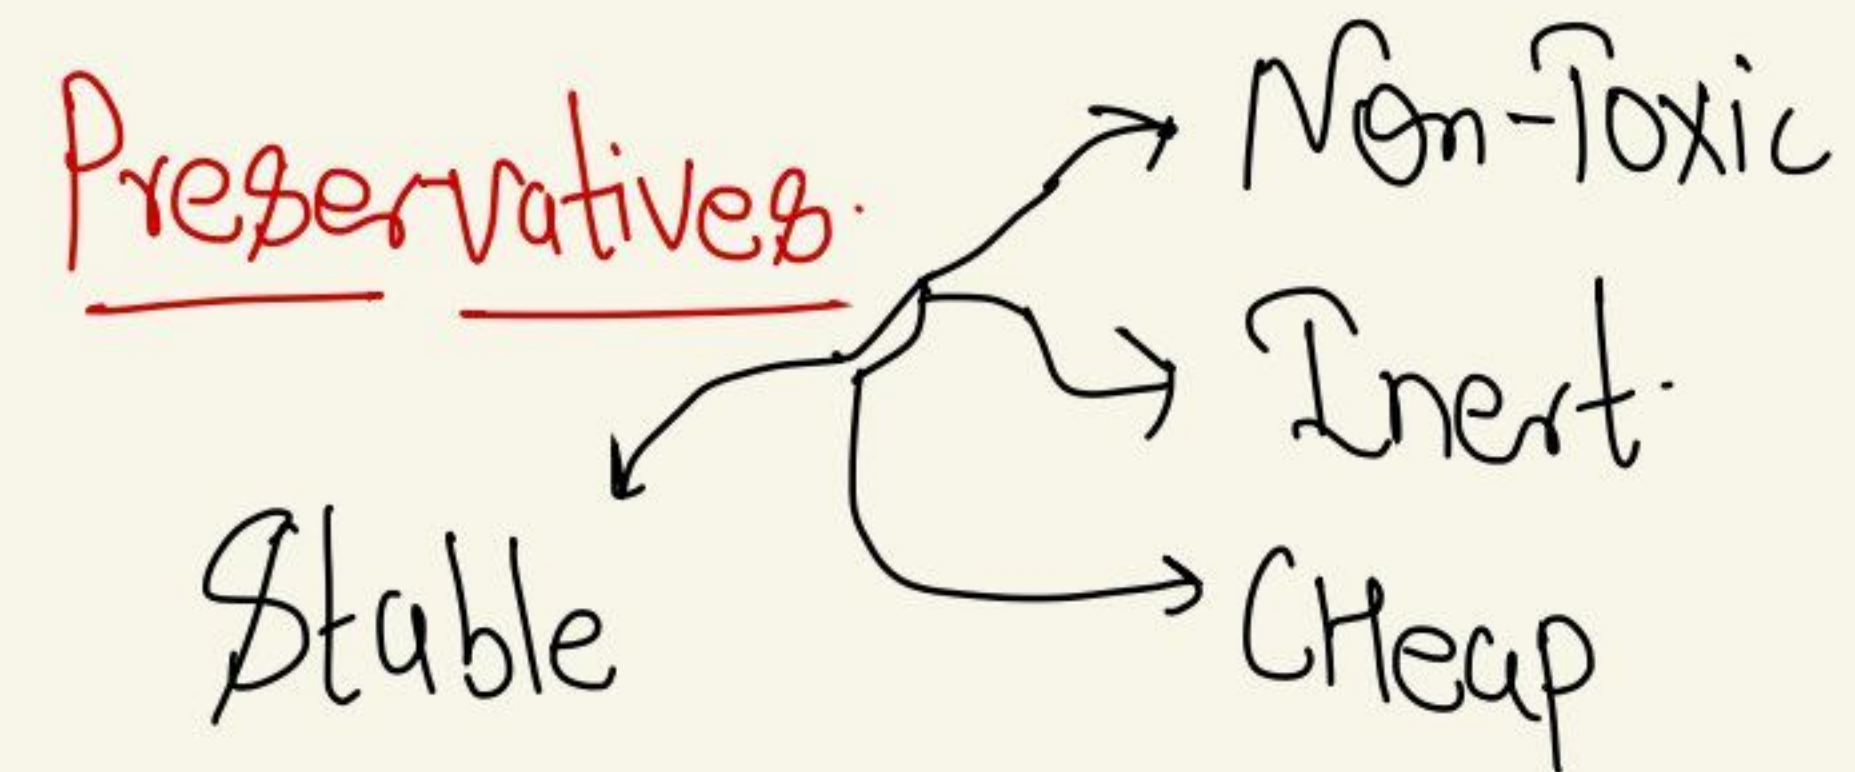 Preservatives.
Non-Toxic
Inert.
Stable
CHeap